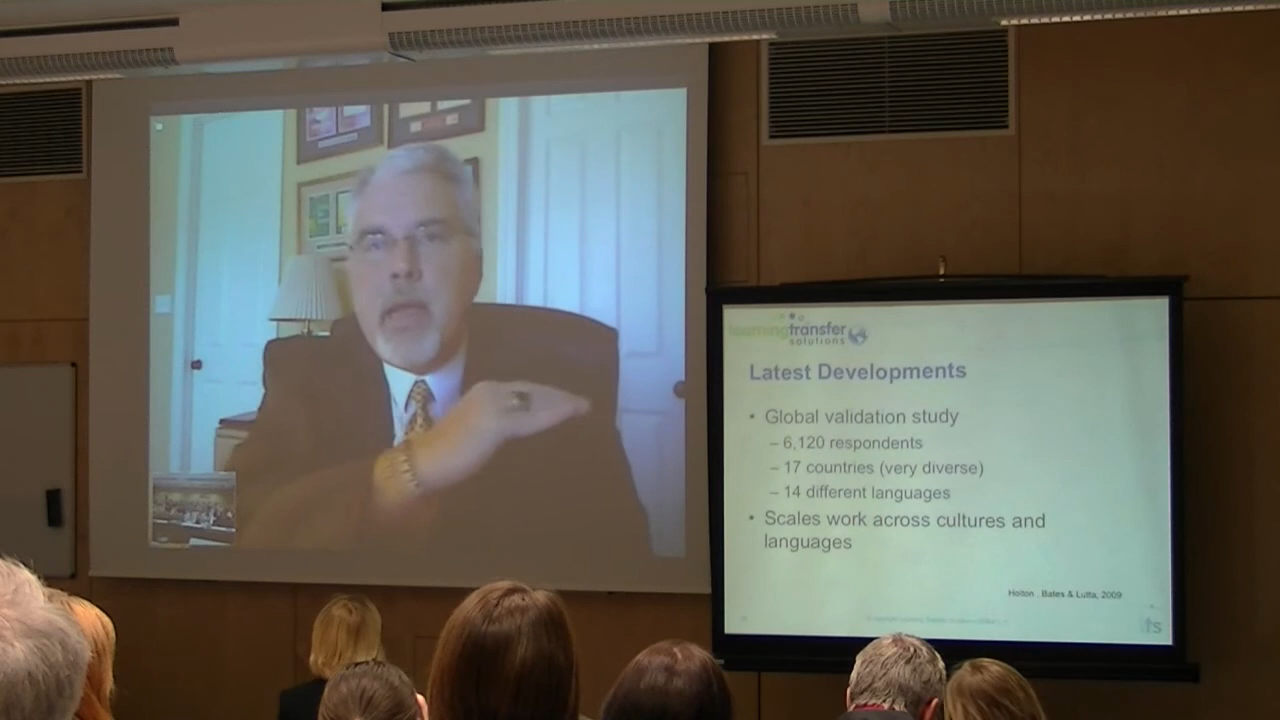 learningtransfer
solutions
Latest Developments
• Global validation study
– 6,120 respondents
– 17 countries (very diverse)
– 14 different languages
• Scales work across cultures and
languages
Holton , Bates & Lutta, 2009
ts